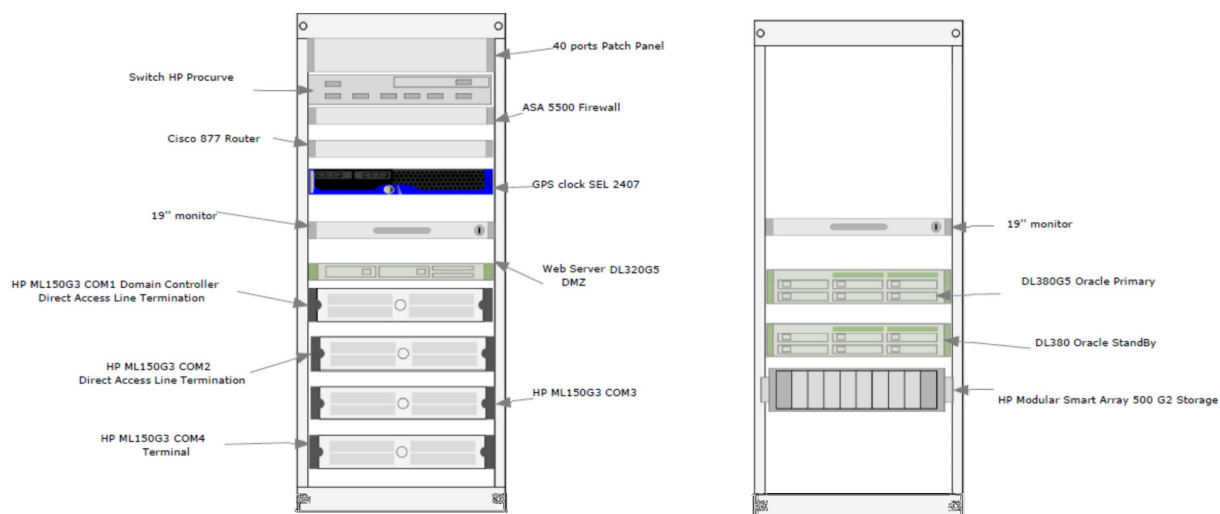 40 ports Patch Panel
Switch HP Procurve
ASA 5500 Firewall
Cisco 877 Router
GPS clock SEL 2407
19'' monitor
Web Server DL320G5
DMZ
HP ML150G3 COM1 Domain Controller
Direct Access Line Termination
HP ML150G3 COM2
Direct Access Line Termination
HP ML150G3 COM3
HP ML150G3 COM4
Terminal
19'' monitor
DL380G5 Oracle Primary
DL380 Oracle StandBy
HP Modular Smart Array 500 G2 Storage